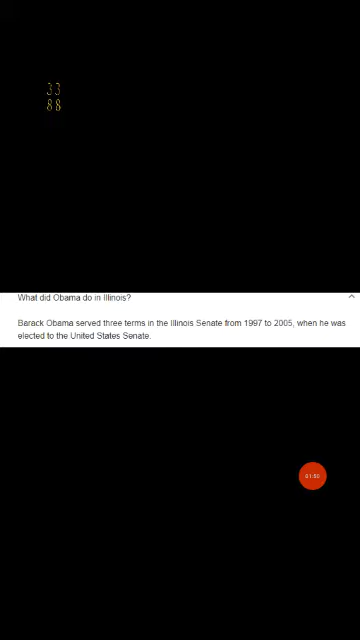 33
88
What did Obama do in Illinois?
Barack Obama served three terms in the Illinois Senate from 1997 to 2005, when he was
elected to the United States Senate.
01:50